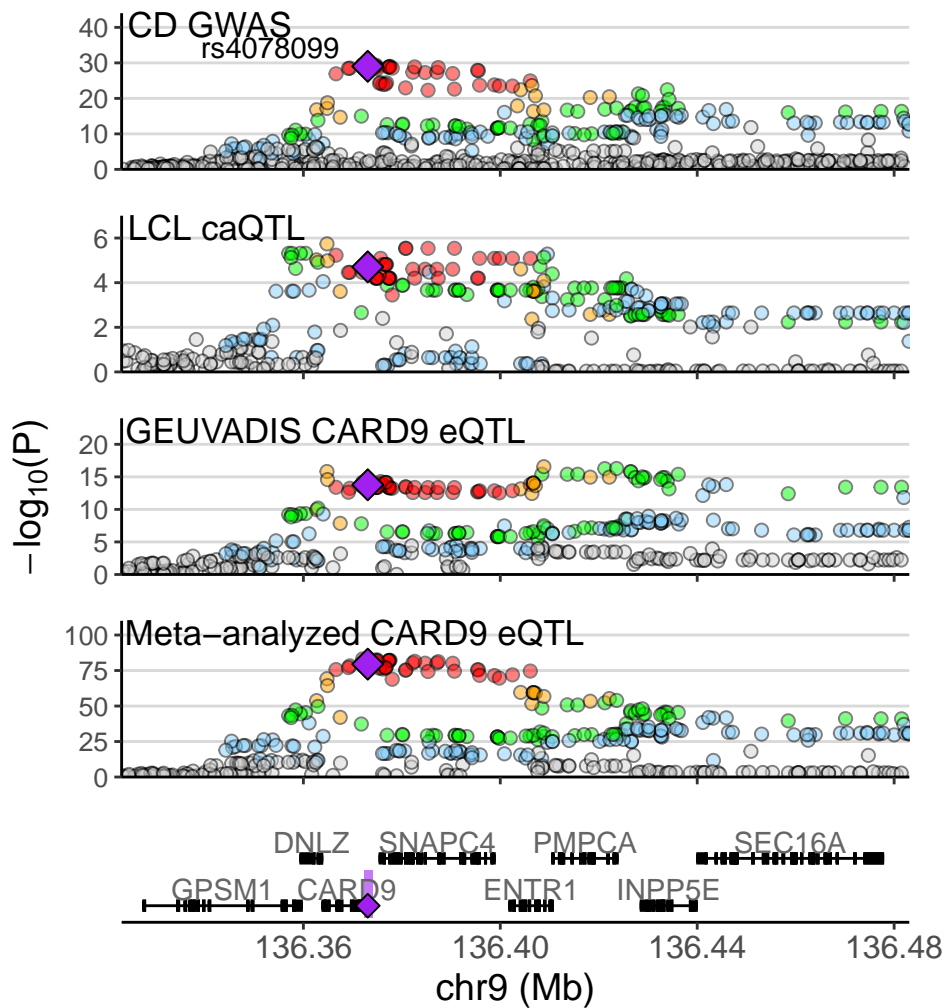 CD GWAS
rs4078099
40
30
20
10
0
LCL caQTL
6
4
2
0
GEUVADIS CARD9 eQTL
20
15
10
5
0
Meta−analyzed CARD9 eQTL
100
75
50
25
0
−log10(P)
DNLZ SNAPC4 PMPCA SEC16A
GPSM1 CARD9 ENTR1 INPP5E
136.36 136.40 136.44 136.48
chr9 (Mb)